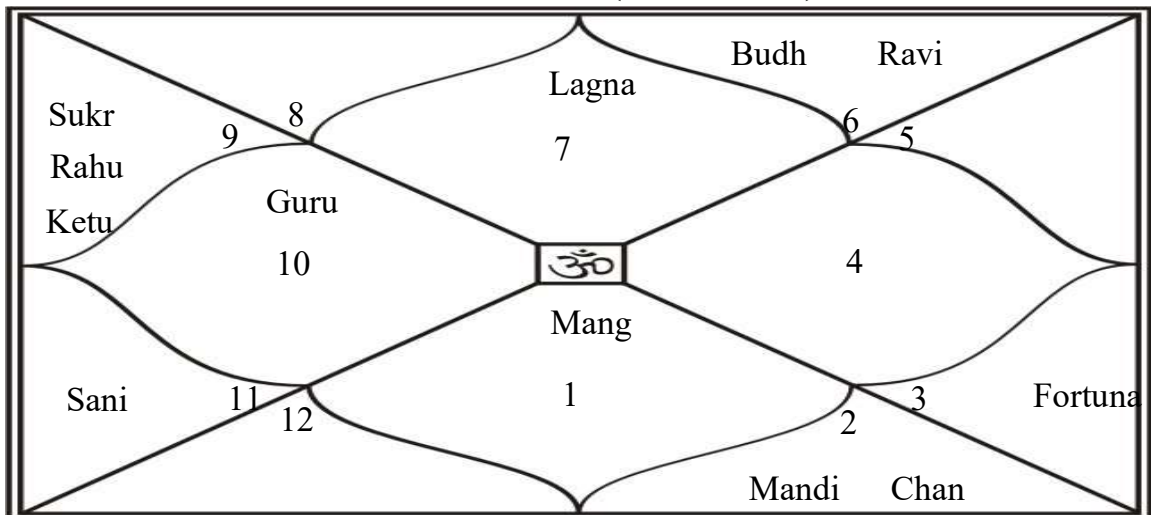 Budh Ravi
Lagna
Sukr
8
6
9
7
5
Rahu
Guru
Ketu
10
ॐ
4
Mang
Sani
11
1
3
Fortuna
12
2
Mandi Chan